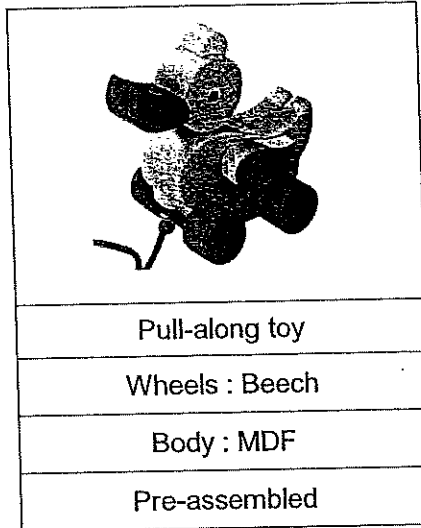 Pull-along toy
Wheels : Beech
Body : MDF
Pre-assembled